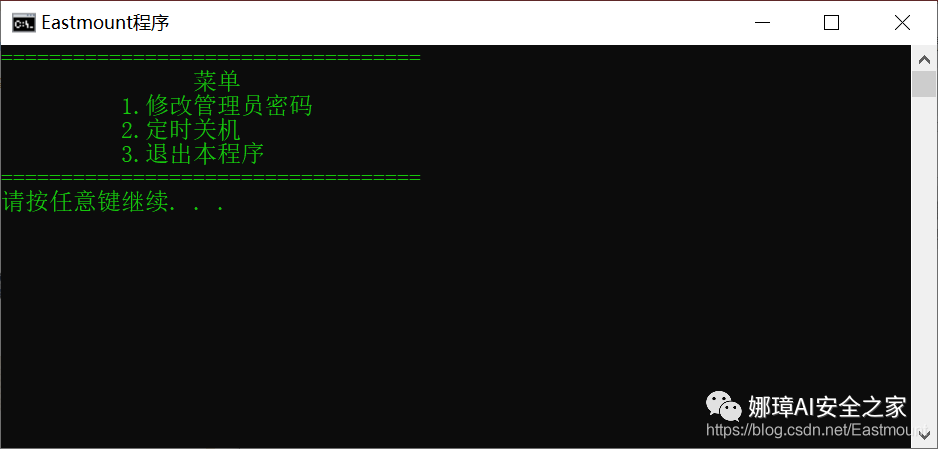 Eastmount程序
===================================
菜单
1.修改管理员密码
2.定时关机
3.退出本程序
===================================
请按任意键继续. . .
娜璋AI安全之家
https://blog.csdn.net/Eastmount